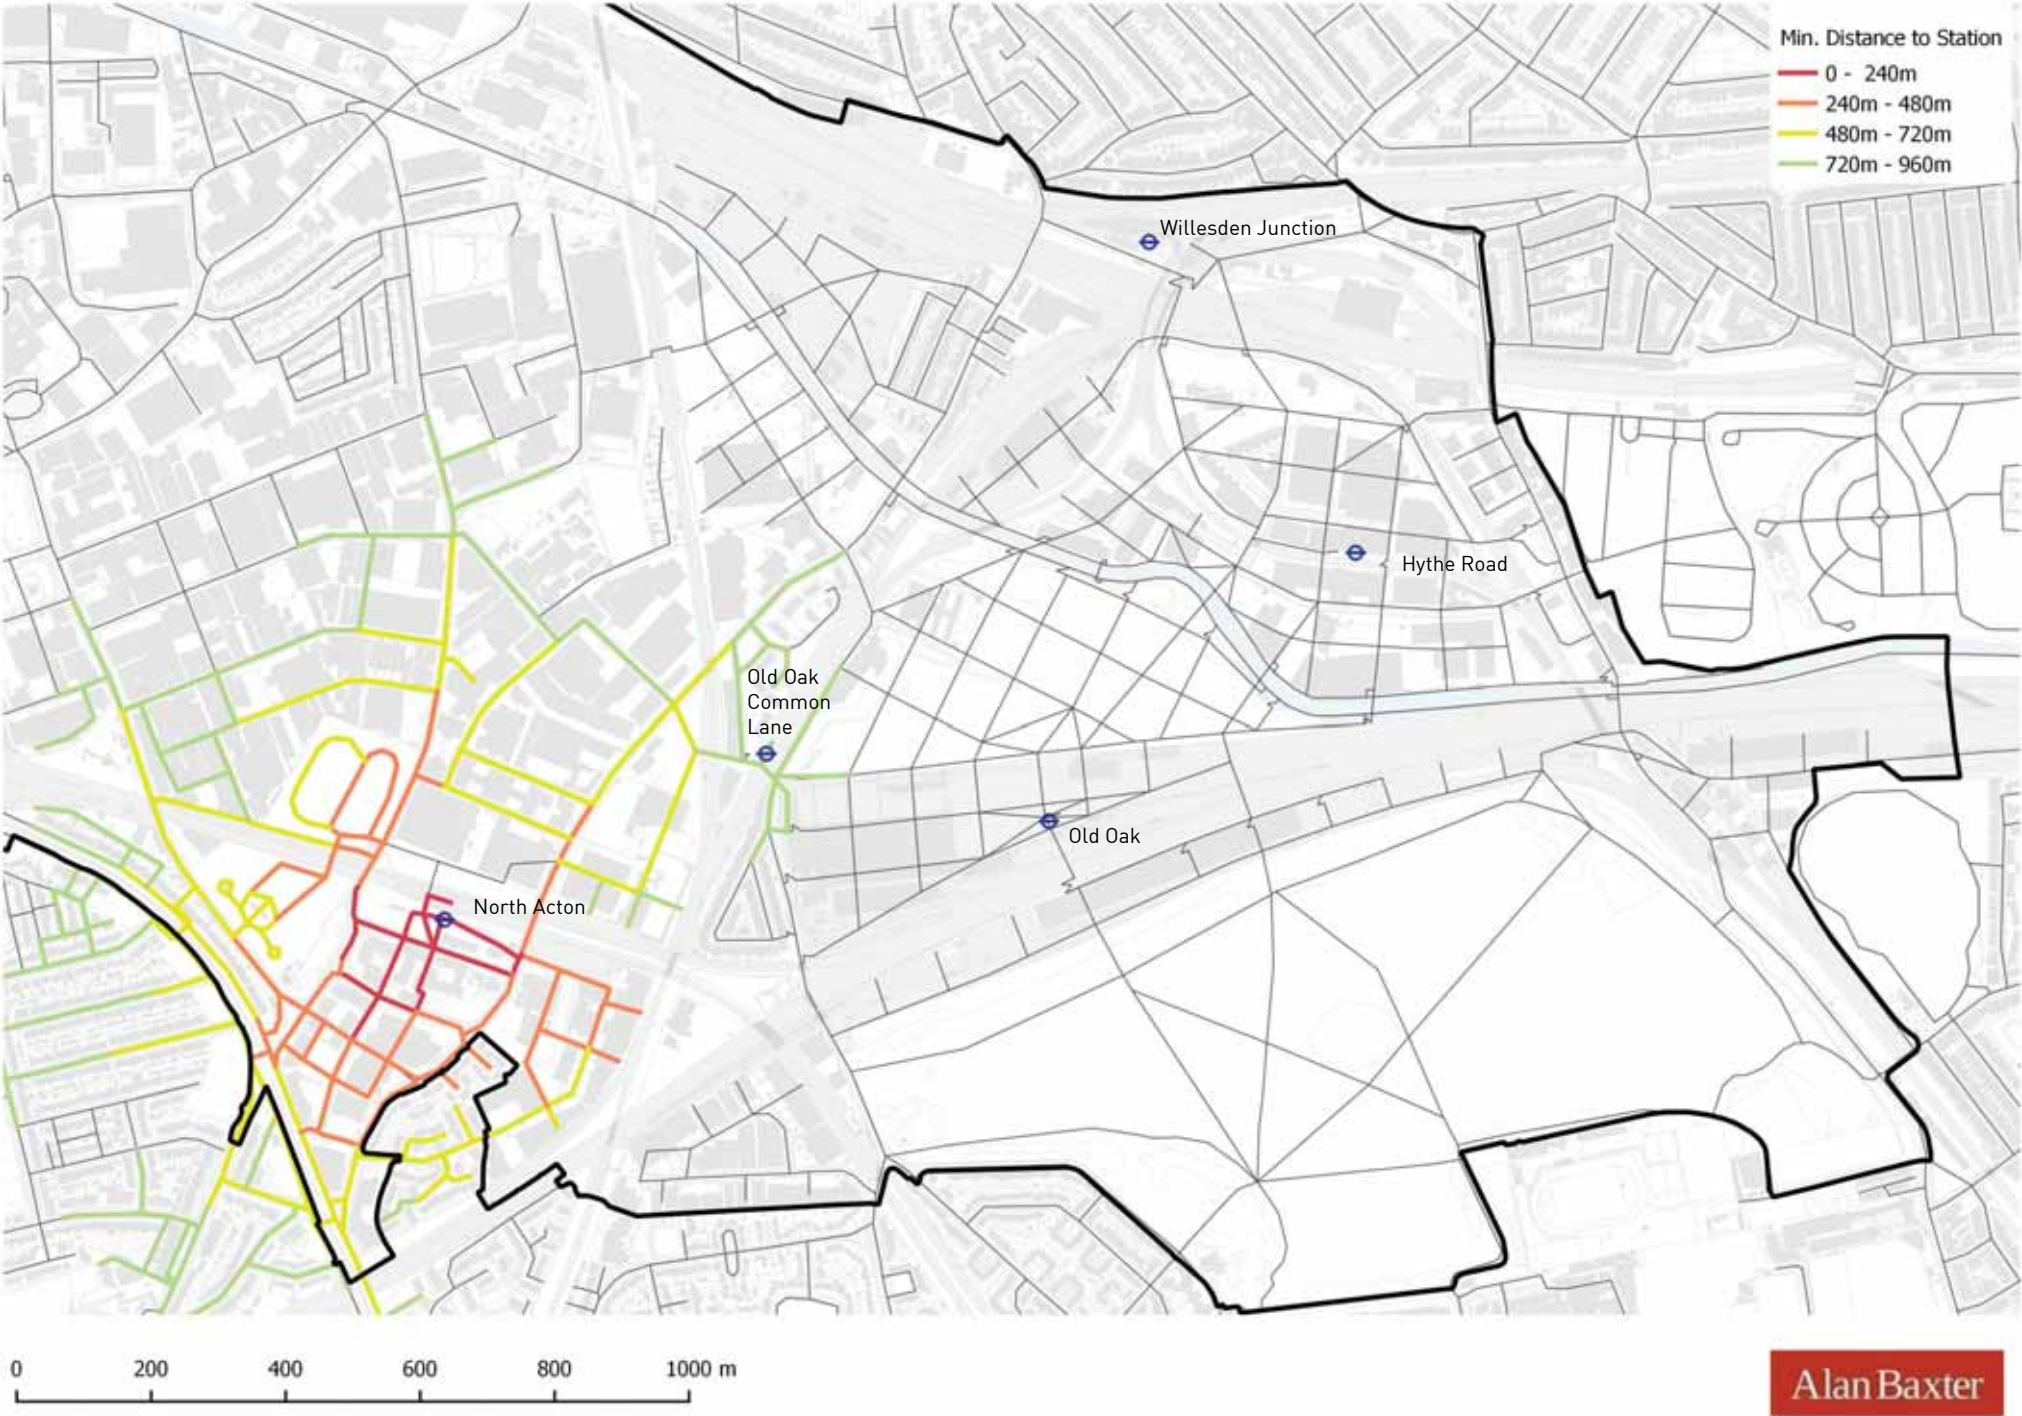 Min. Distance to Station
0 - 240m
240m - 480m
480m - 720m
720m - 960m
Willesden Junction
Hythe Road
Old Oak
Common
Lane
Old Oak
North Acton
0 200 400 600 800 1000 m
Alan Baxter